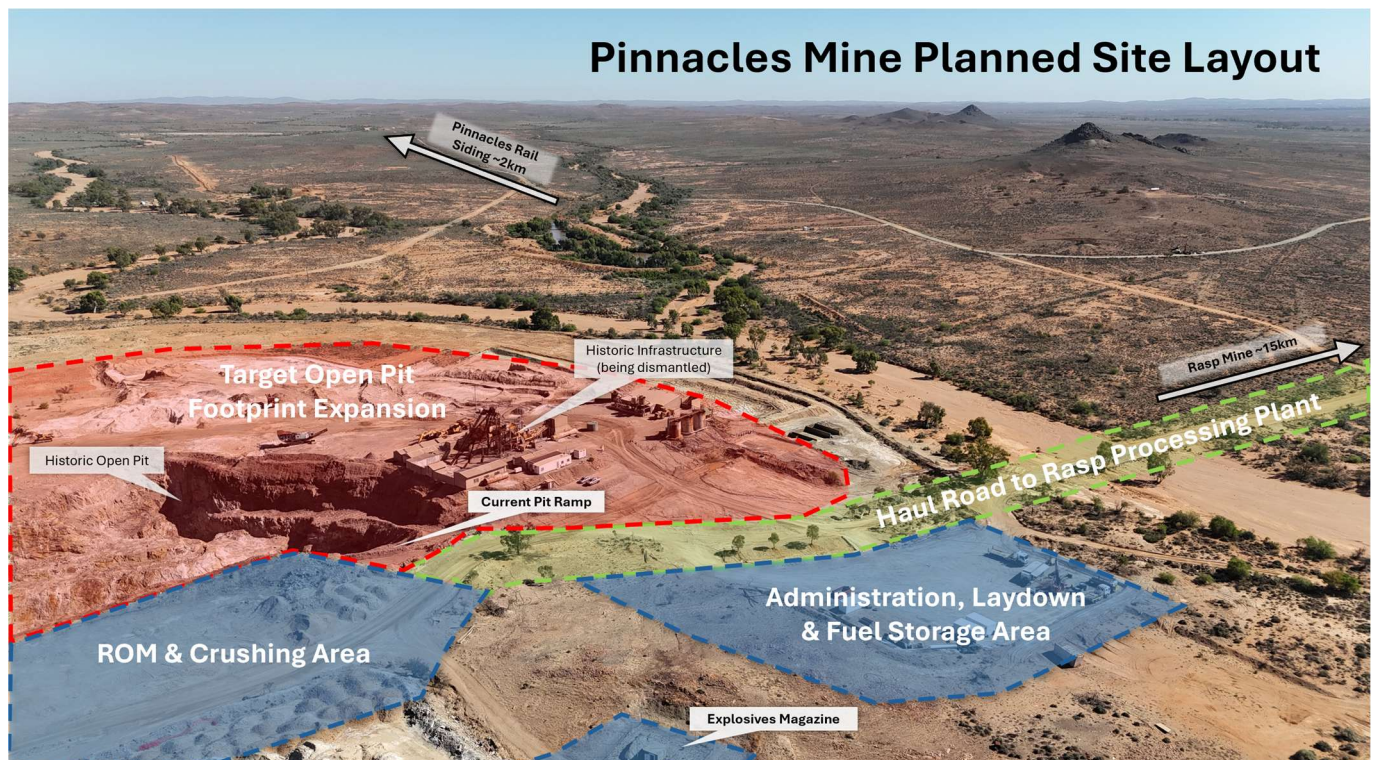 Pinnacles Mine Planned Site Layout
Pinnacles Rail
Siding ~2km
Rasp Mine ~15km
Historic Infrastructure
(being dismantled)
Target Open Pit
Footprint Expansion
Historic Open Pit
Current Pit Ramp
Haul Road to Rasp Processing Plant
Administration, Laydown
& Fuel Storage Area
ROM & Crushing Area
Explosives Magazine